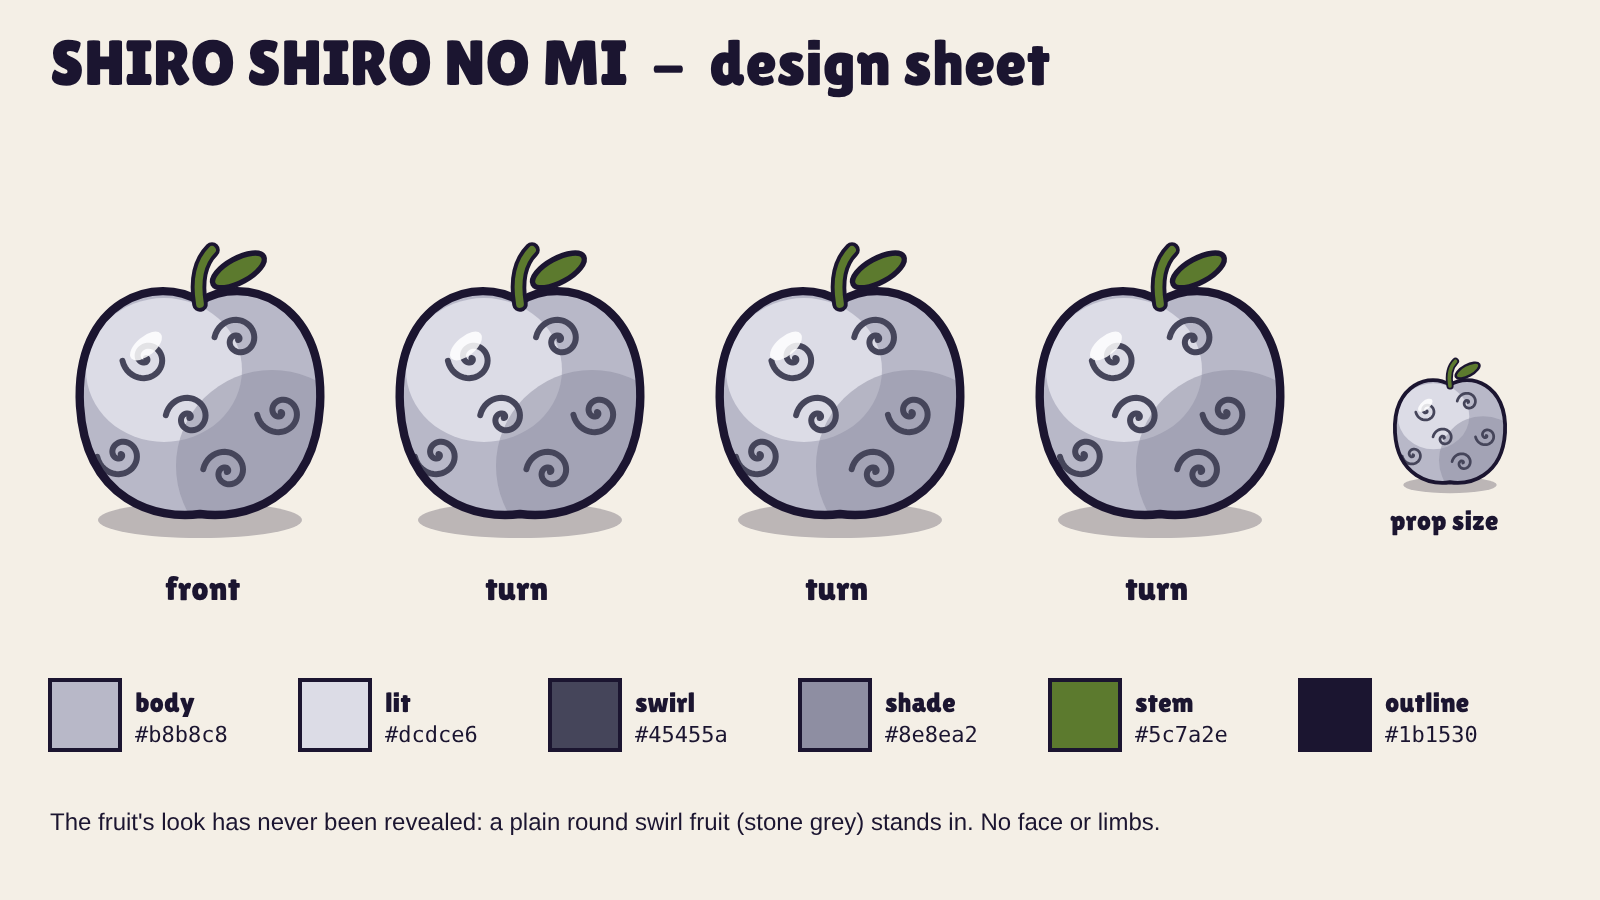 SHIRO SHIRO NO MI – design sheet
front
turn
turn
turn
prop size
body
#b8b8c8
lit
#dcdce6
swirl
#45455a
shade
#8e8ea2
stem
#5c7a2e
outline
#1b1530
The fruit's look has never been revealed: a plain round swirl fruit (stone grey) stands in. No face or limbs.